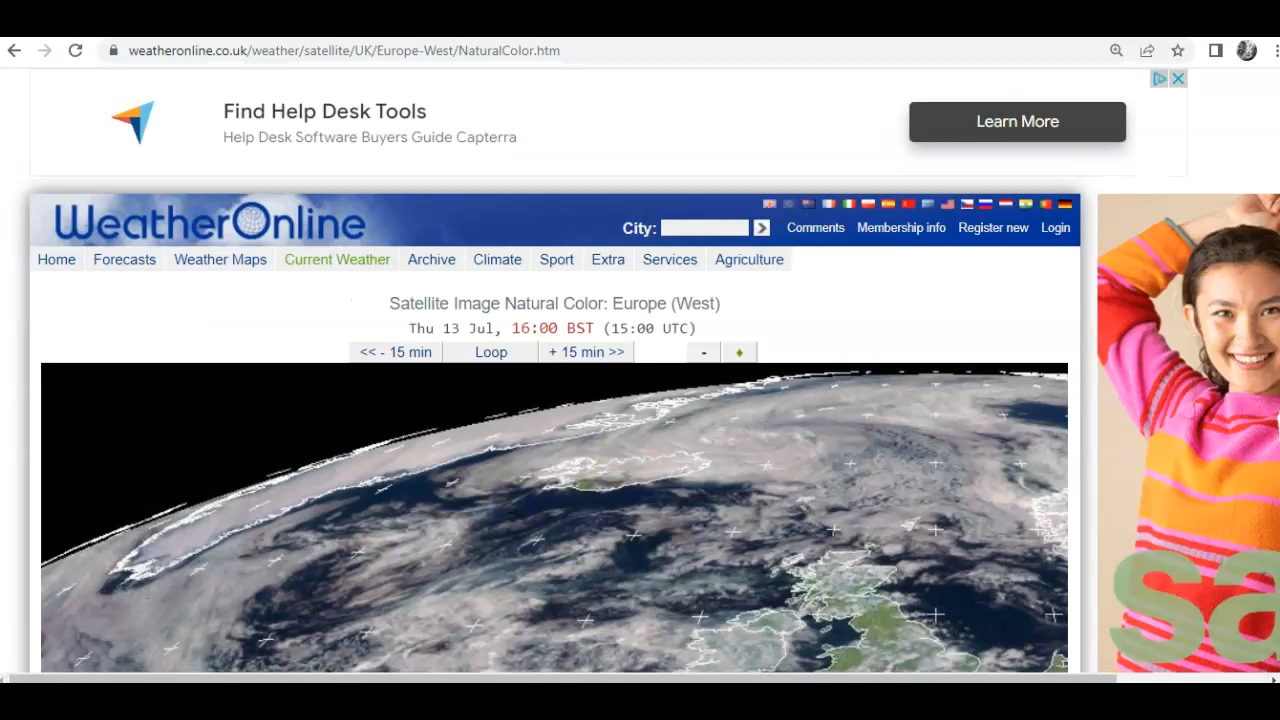 weatheronline.co.uk/weather/satellite/UK/Europe-West/NaturalColor.htm
Find Help Desk Tools
Help Desk Software Buyers Guide Capterra
Learn More
WeatherOnline
City:
Comments Membership info Register new Login
Home Forecasts Weather Maps Current Weather Archive Climate Sport Extra Services Agriculture
Satellite Image Natural Color: Europe (West)
Thu 13 Jul, 16:00 BST (15:00 UTC)
<< - 15 min Loop + 15 min >> -
sa